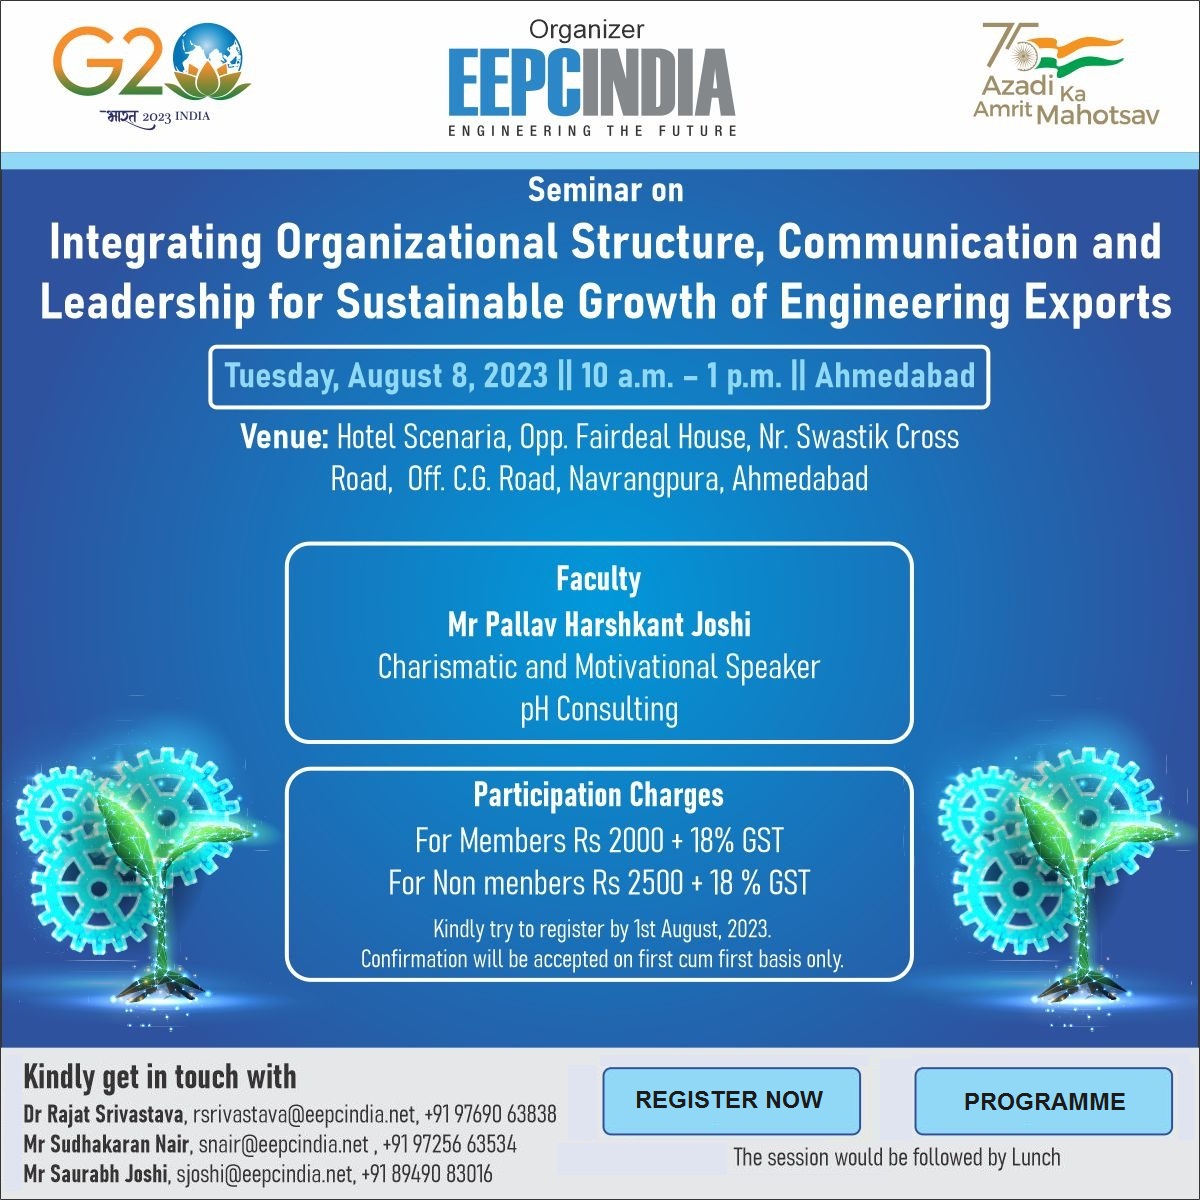 G20
भारत 2023 INDIA
Organizer
EEPCINDIA
ENGINEERING THE FUTURE
75
Azadi Ka
Amrit Mahotsav
Seminar on
Integrating Organizational Structure, Communication and
Leadership for Sustainable Growth of Engineering Exports
Tuesday, August 8, 2023 || 10 a.m. – 1 p.m. || Ahmedabad
Venue: Hotel Scenaria, Opp. Fairdeal House, Nr. Swastik Cross
Road, Off. C.G. Road, Navrangpura, Ahmedabad
Faculty
Mr Pallav Harshkant Joshi
Charismatic and Motivational Speaker
pH Consulting
Participation Charges
For Members Rs 2000 + 18% GST
For Non menbers Rs 2500 + 18 % GST
Kindly try to register by 1st August, 2023.
Confirmation will be accepted on first cum first basis only.
Kindly get in touch with
Dr Rajat Srivastava, rsrivastava@eepcindia.net, +91 97690 63838
Mr Sudhakaran Nair, snair@eepcindia.net , +91 97256 63534
Mr Saurabh Joshi, sjoshi@eepcindia.net, +91 89490 83016
REGISTER NOW
PROGRAMME
The session would be followed by Lunch